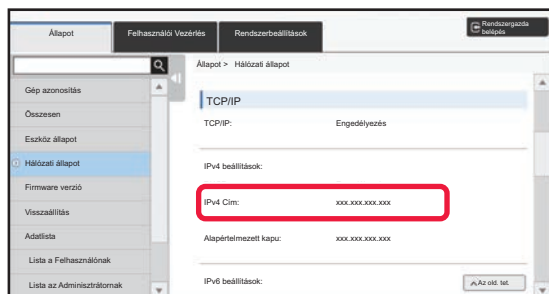 Állapot
Felhasználói Vezérlés
Rendszerbeállítások
Rendszergazda
belépés
Állapot > Hálózati állapot
Gép azonosítás
Összesen
Eszköz állapot
Hálózati állapot
Firmware verzió
Visszaállítás
Adatlista
Lista a Felhasználónak
Lista az Adminisztrátornak
TCP/IP
TCP/IP: Engedélyezés
IPv4 beállítások:
IPv4 Cím: xxx.xxx.xxx.xxx
Alapértelmezett kapu: xxx.xxx.xxx.xxx
IPv6 beállítások:
Az old. tet.